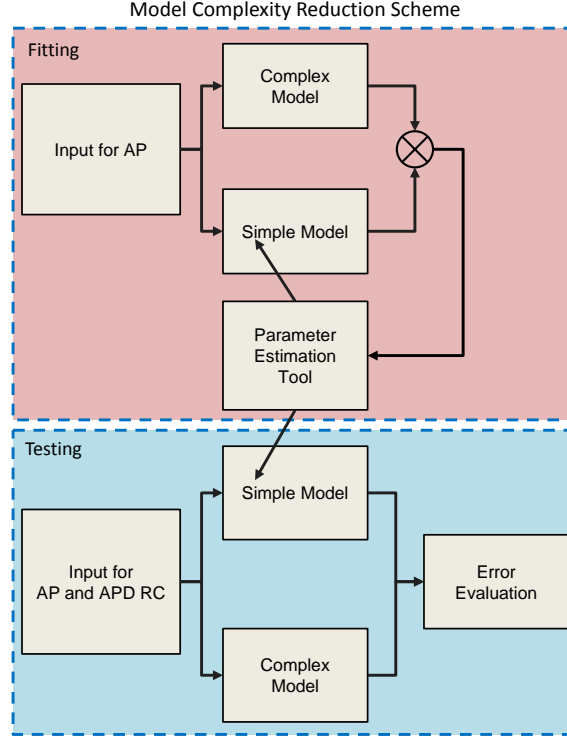 Model Complexity Reduction Scheme
Fitting
Complex
Model
Input for AP
Simple Model
Parameter
Estimation
Tool
Testing
Simple Model
Input for
AP and APD RC
Error
Evaluation
Complex
Model